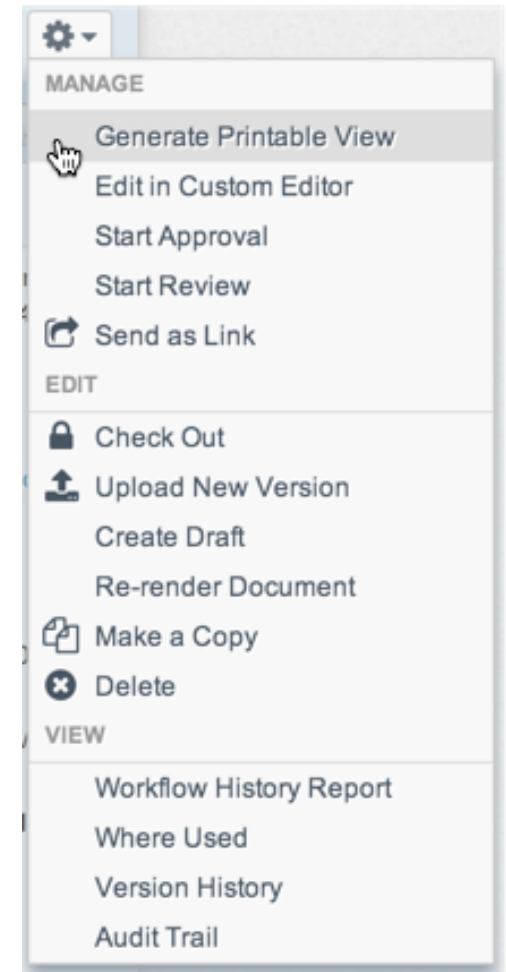 MANAGE
Generate Printable View
Edit in Custom Editor
Start Approval
Start Review
Send as Link
EDIT
Check Out
Upload New Version
Create Draft
Re-render Document
Make a Copy
Delete
VIEW
Workflow History Report
Where Used
Version History
Audit Trail